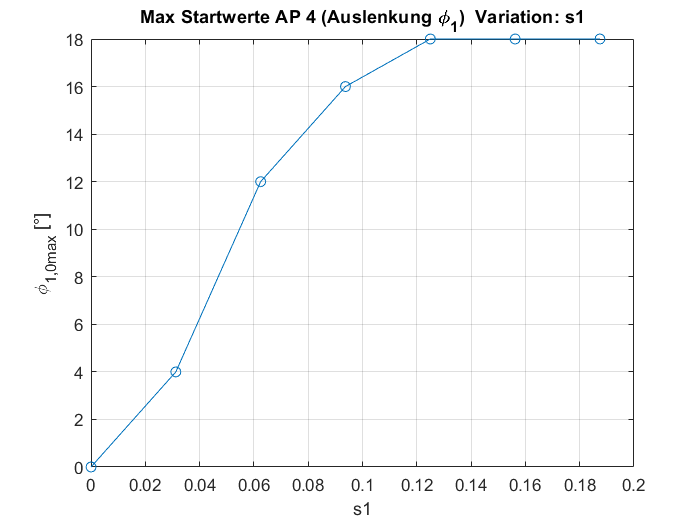 Max Startwerte AP 4 (Auslenkung ϕ1) Variation: s1
18
16
14
12
10
8
6
4
2
0
ϕ1,0max [°]
0 0.02 0.04 0.06 0.08 0.1 0.12 0.14 0.16 0.18 0.2
s1